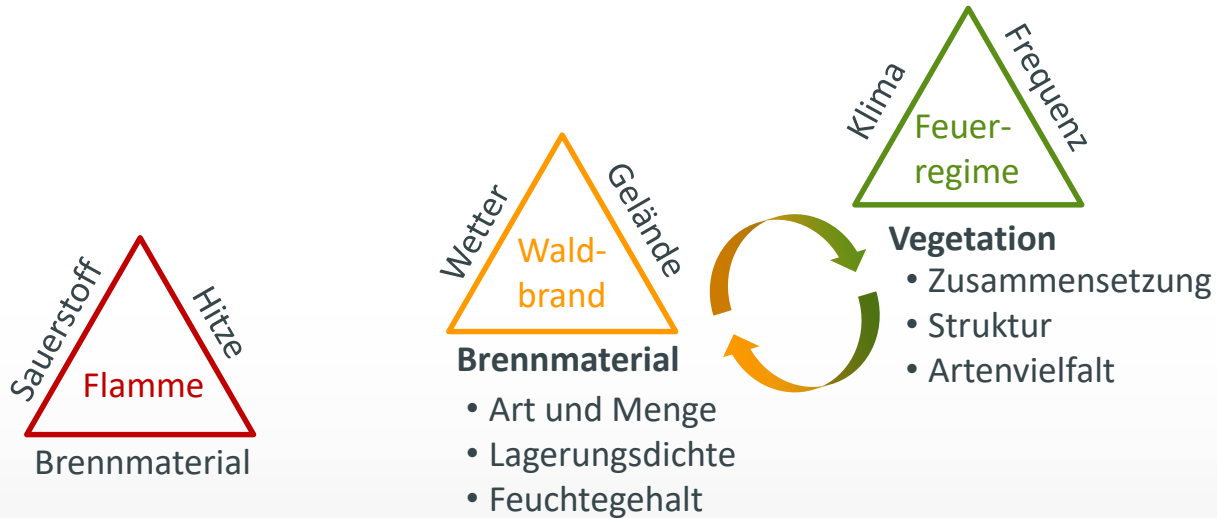 Sauerstoff
Hitze
Flamme
Brennmaterial
Wetter
Gelände
Wald-
brand
Brennmaterial
• Art und Menge
• Lagerungsdichte
• Feuchtegehalt
Klima
Frequenz
Feuer-
regime
Vegetation
• Zusammensetzung
• Struktur
• Artenvielfalt